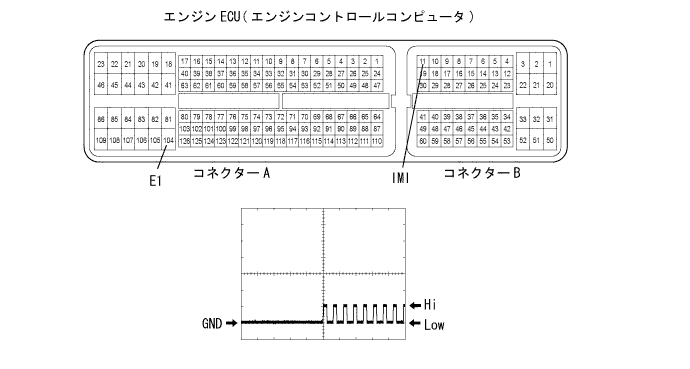 エンジンECU(エンジンコントロールコンピュータ)
23 22 21 20 19 18 17 16 15 14 13 12 11 10 9 8 7 6 5 4 3 2 1
46 45 44 43 42 41 40 39 38 37 36 35 34 33 32 31 30 29 28 27 26 25 24
63 62 61 60 59 58 57 56 55 54 53 52 51 50 49 48 47
86 85 84 83 82 81 80 79 78 77 76 75 74 73 72 71 70 69 68 67 66 65 64
103 102 101 100 99 98 97 96 95 94 93 92 91 90 89 88 87
109 108 107 106 105 104 126 125 124 123 122 121 120 119 118 117 116 115 114 113 112 111 110
11 10 9 8 7 6 5 4 3 2 1
19 18 17 16 15 14 13 12
30 29 28 27 26 25 24 23 22 21 20
41 40 39 38 37 36 35 34 33 32 31
49 48 47 46 45 44 43 42
60 59 58 57 56 55 54 53 52 51 50
E1
コネクターA
IMI
コネクターB
Hi
GND
Low